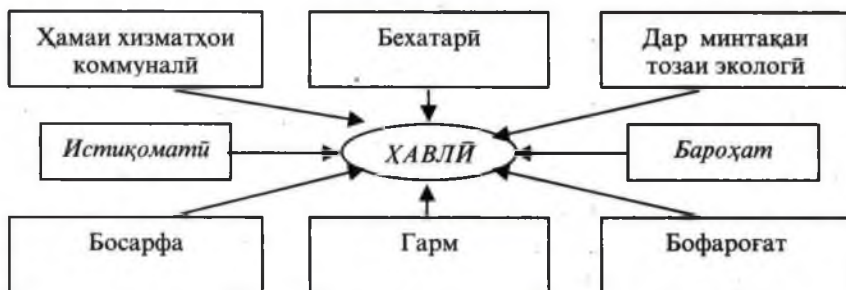 Ҳамаи хизматҳои
коммуналӣ
Бехатарӣ
Дар минтақаи
тозаи экологӣ
Истиқоматӣ
ХАВЛӢ
Бароҳат
Босарфа
Гарм
Бофароғат